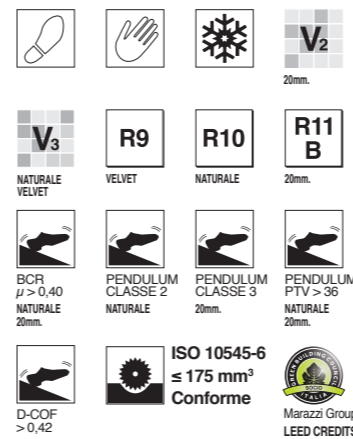 V2
20mm.
V3
NATURALE
VELVET
R9
VELVET
R10
NATURALE
R11
B
20mm.
BCR
μ > 0,40
NATURALE
20mm.
PENDULUM
CLASSE 2
NATURALE
PENDULUM
CLASSE 3
20mm.
PENDULUM
PTV > 36
NATURALE
20mm.
D-COF
> 0,42
ISO 10545-6
≤ 175 mm³
Conforme
GREEN BUILDING COUNCIL
SOCIO
ITALIA
Marazzi Group
LEED CREDITS